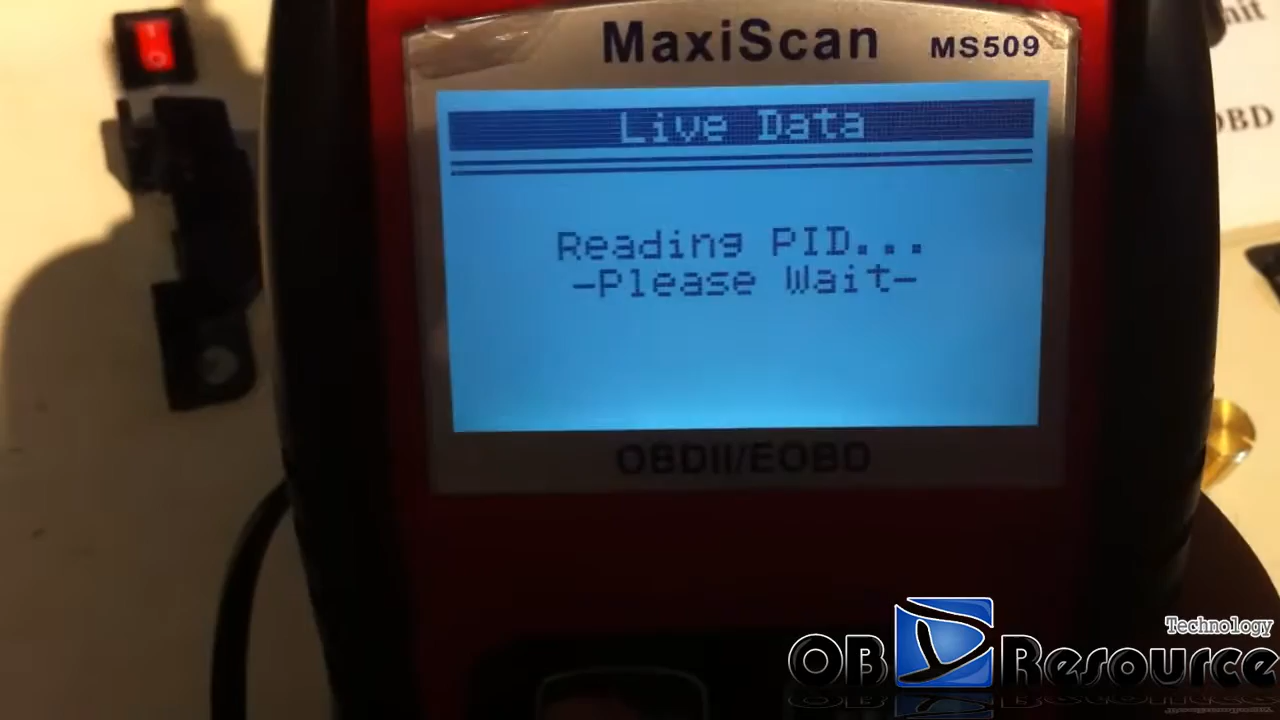 MaxiScan MS509
Live Data
Reading PID...
-Please Wait-
OBDII/EOBD
OBD Resource
Technology